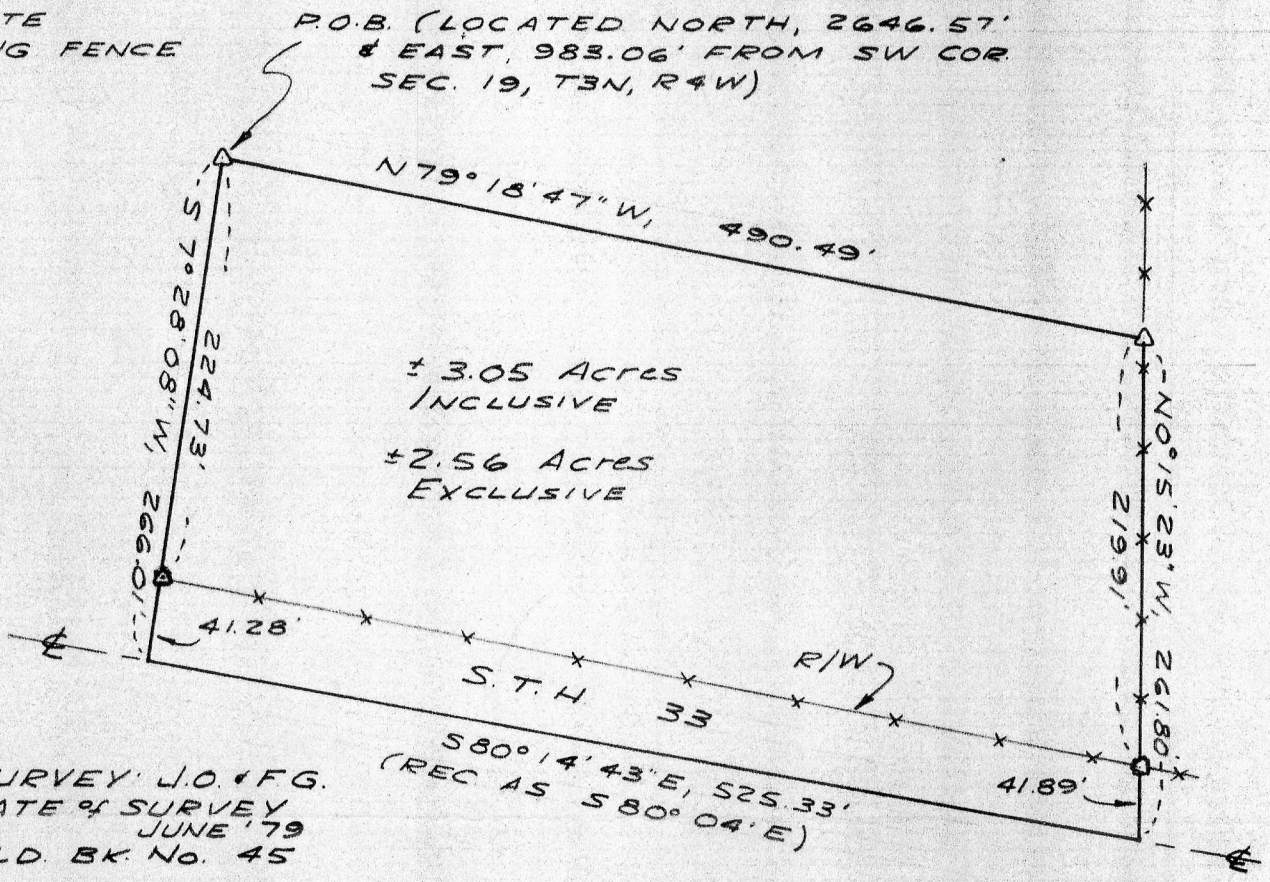 TE
G FENCE
P.O.B. (LOCATED NORTH, 2646.57'
& EAST, 983.06' FROM SW COR.
SEC. 19, T3N, R4W)
N 79° 18' 47" W, 490.49'
S 7° 28' 08" W, 266.01'
224.73'
± 3.05 Acres
INCLUSIVE
±2.56 Acres
EXCLUSIVE
N 0° 15' 23" W, 261.80'
219.91'
41.28'
R/W
S.T.H. 33
S 80° 14' 43" E, 525.33'
(REC AS S 80° 04' E)
41.89'
URVEY: J.O. & F.G.
ATE of SURVEY
JUNE '79
LD. BK. No. 45